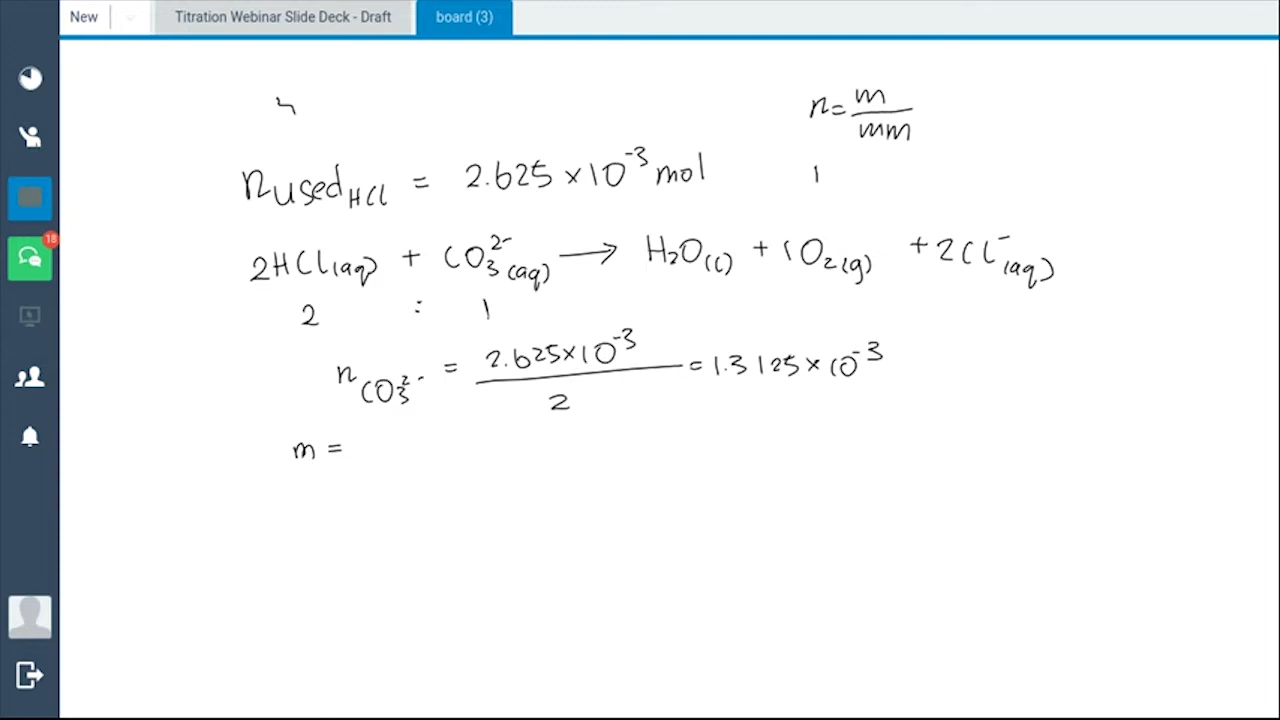 New
Titration Webinar Slide Deck - Draft
board (3)
18
n = m/mm
n used HCl = 2.625 × 10⁻³ mol
1
2HCl(aq) + CO₃²⁻(aq) → H₂O(l) + CO₂(g) + 2Cl⁻(aq)
2 : 1
n CO₃²⁻ = 2.625×10⁻³/2 = 1.3125 × 10⁻³
m =